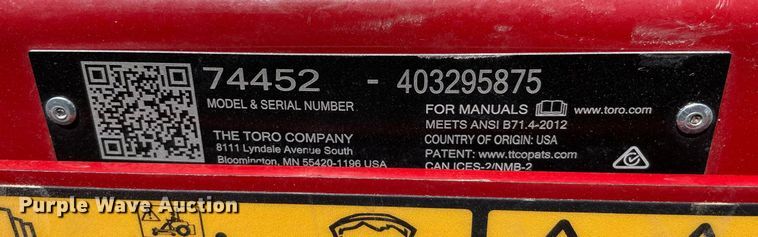 74452 - 403295875
MODEL & SERIAL NUMBER
FOR MANUALS www.toro.com
MEETS ANSI B71.4-2012
THE TORO COMPANY
COUNTRY OF ORIGIN: USA
8111 Lyndale Avenue South
PATENT: www.ttcopats.com
Bloomington, MN 55420-1196 USA
CAN ICES-2/NMB-2
Purple Wave Auction